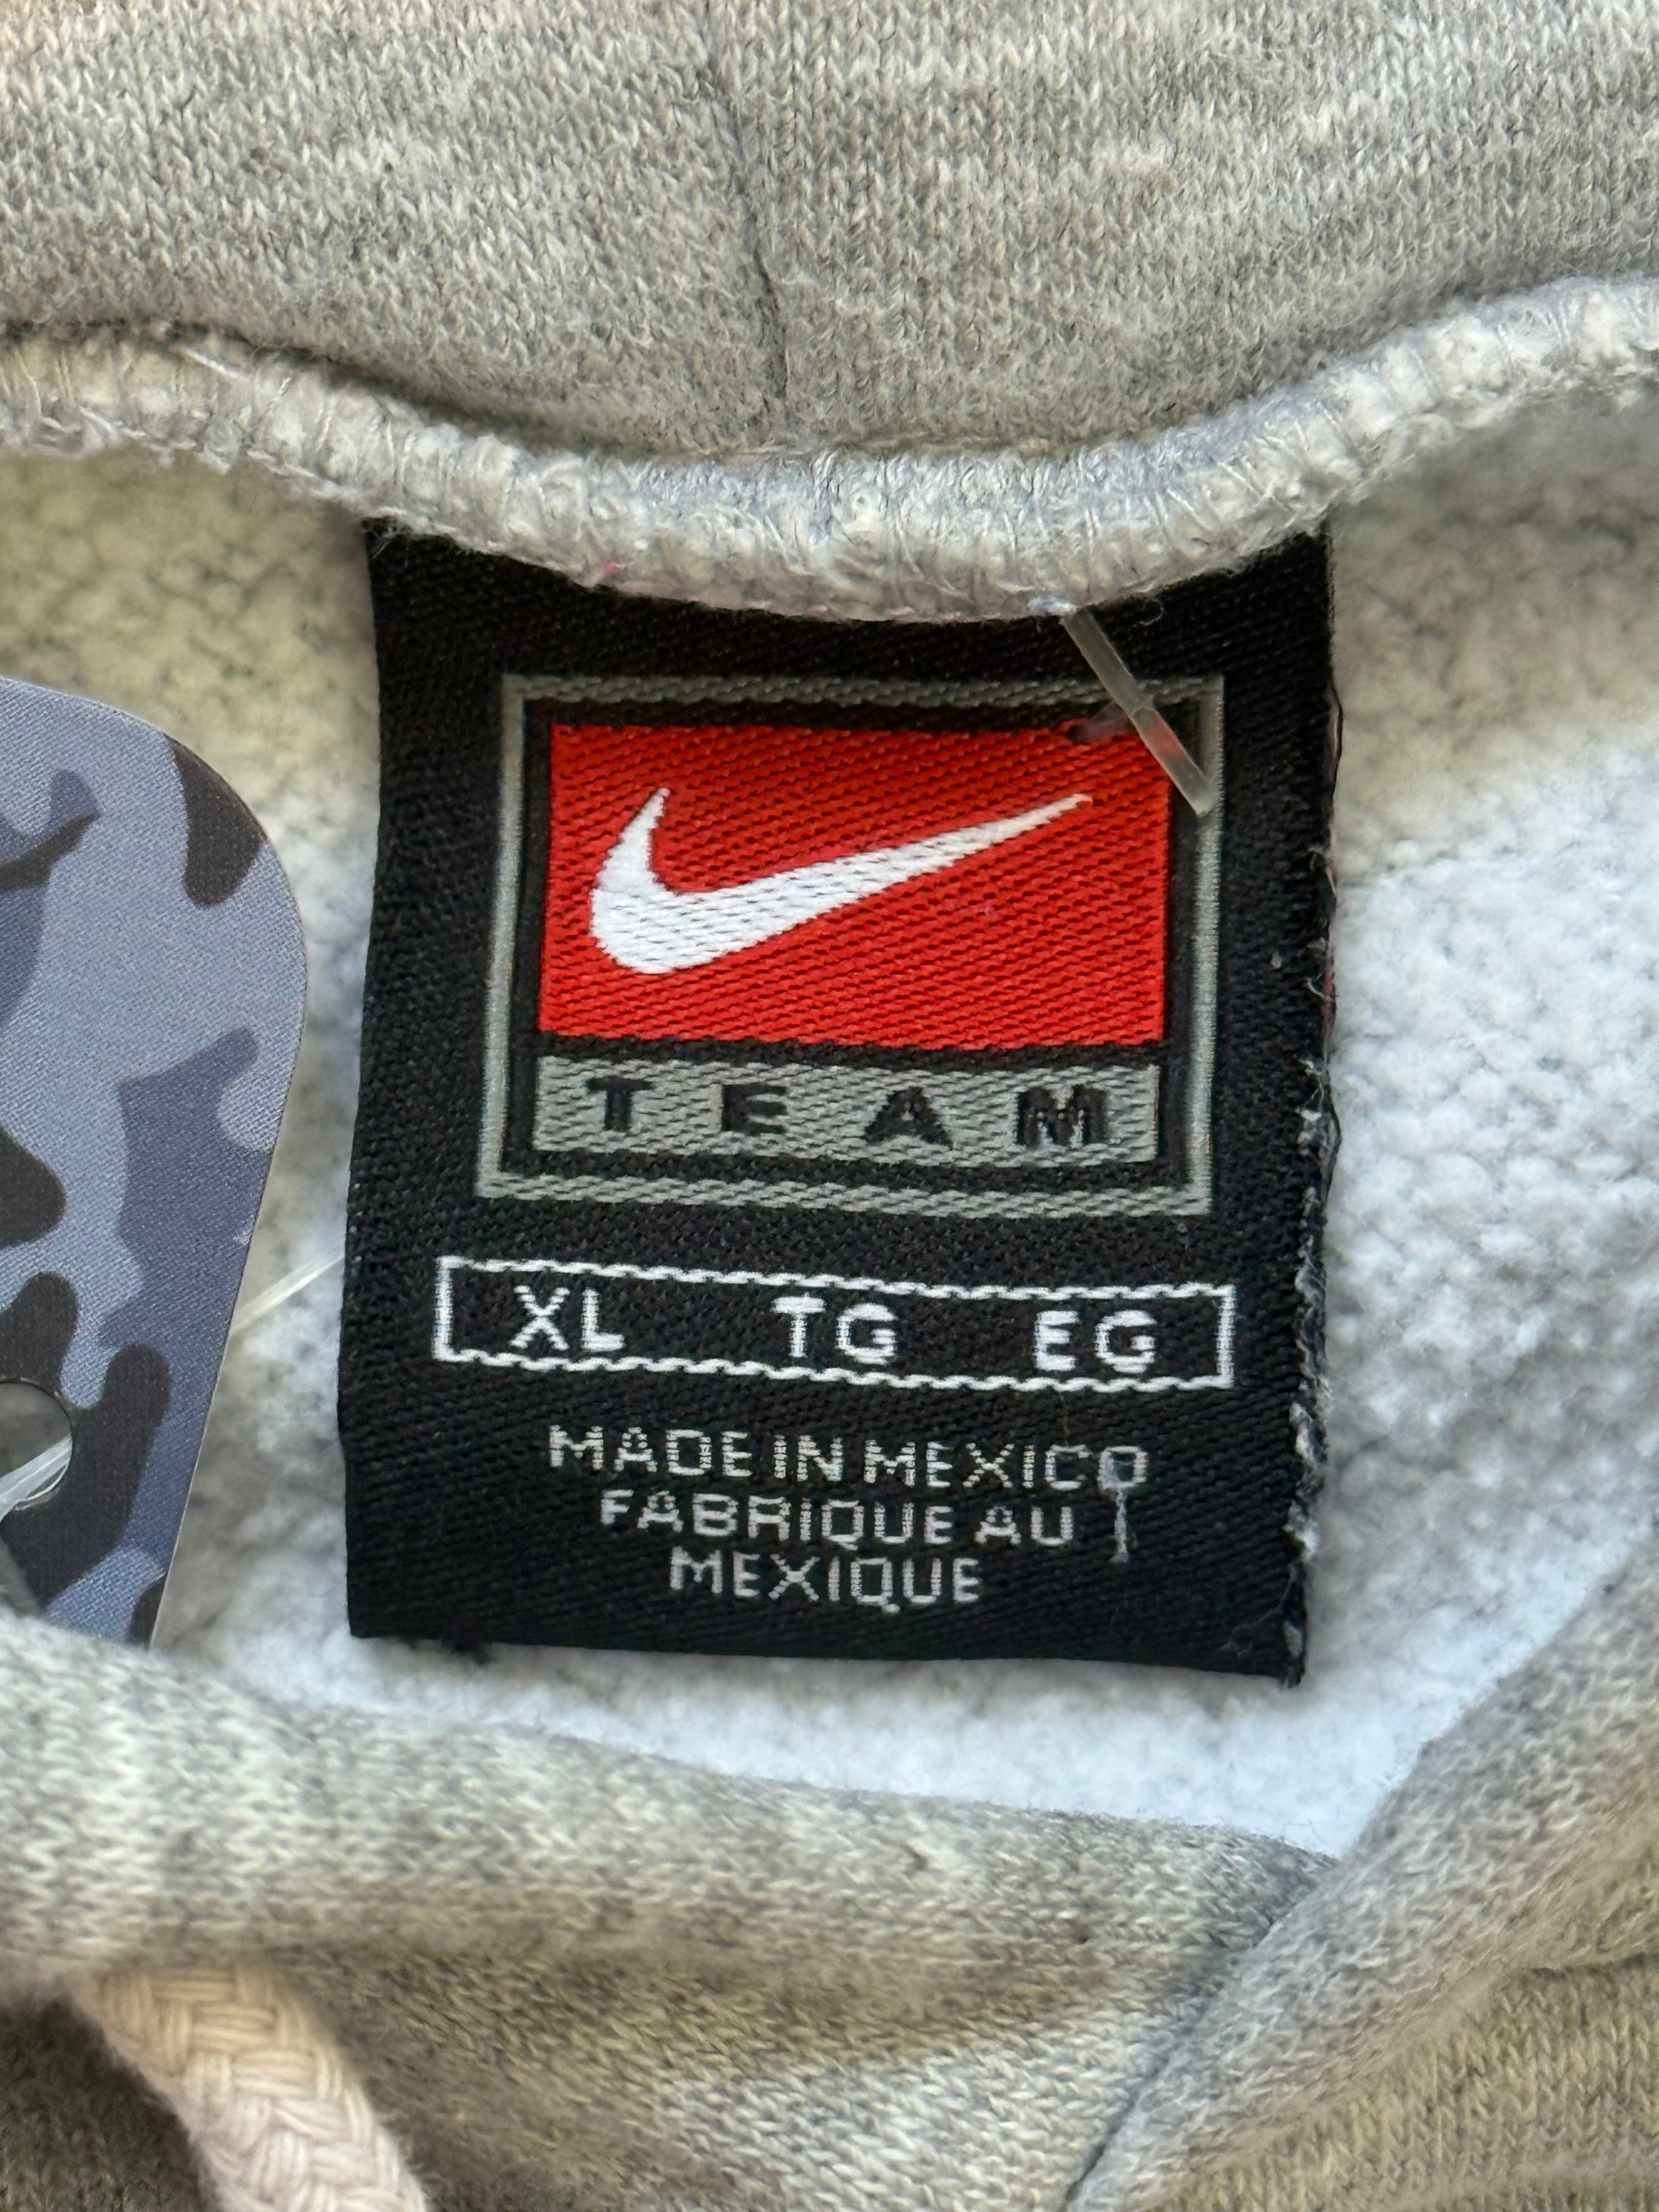 TEAM
XL TG EG
MADE IN MEXICO
FABRIQUE AU
MEXIQUE